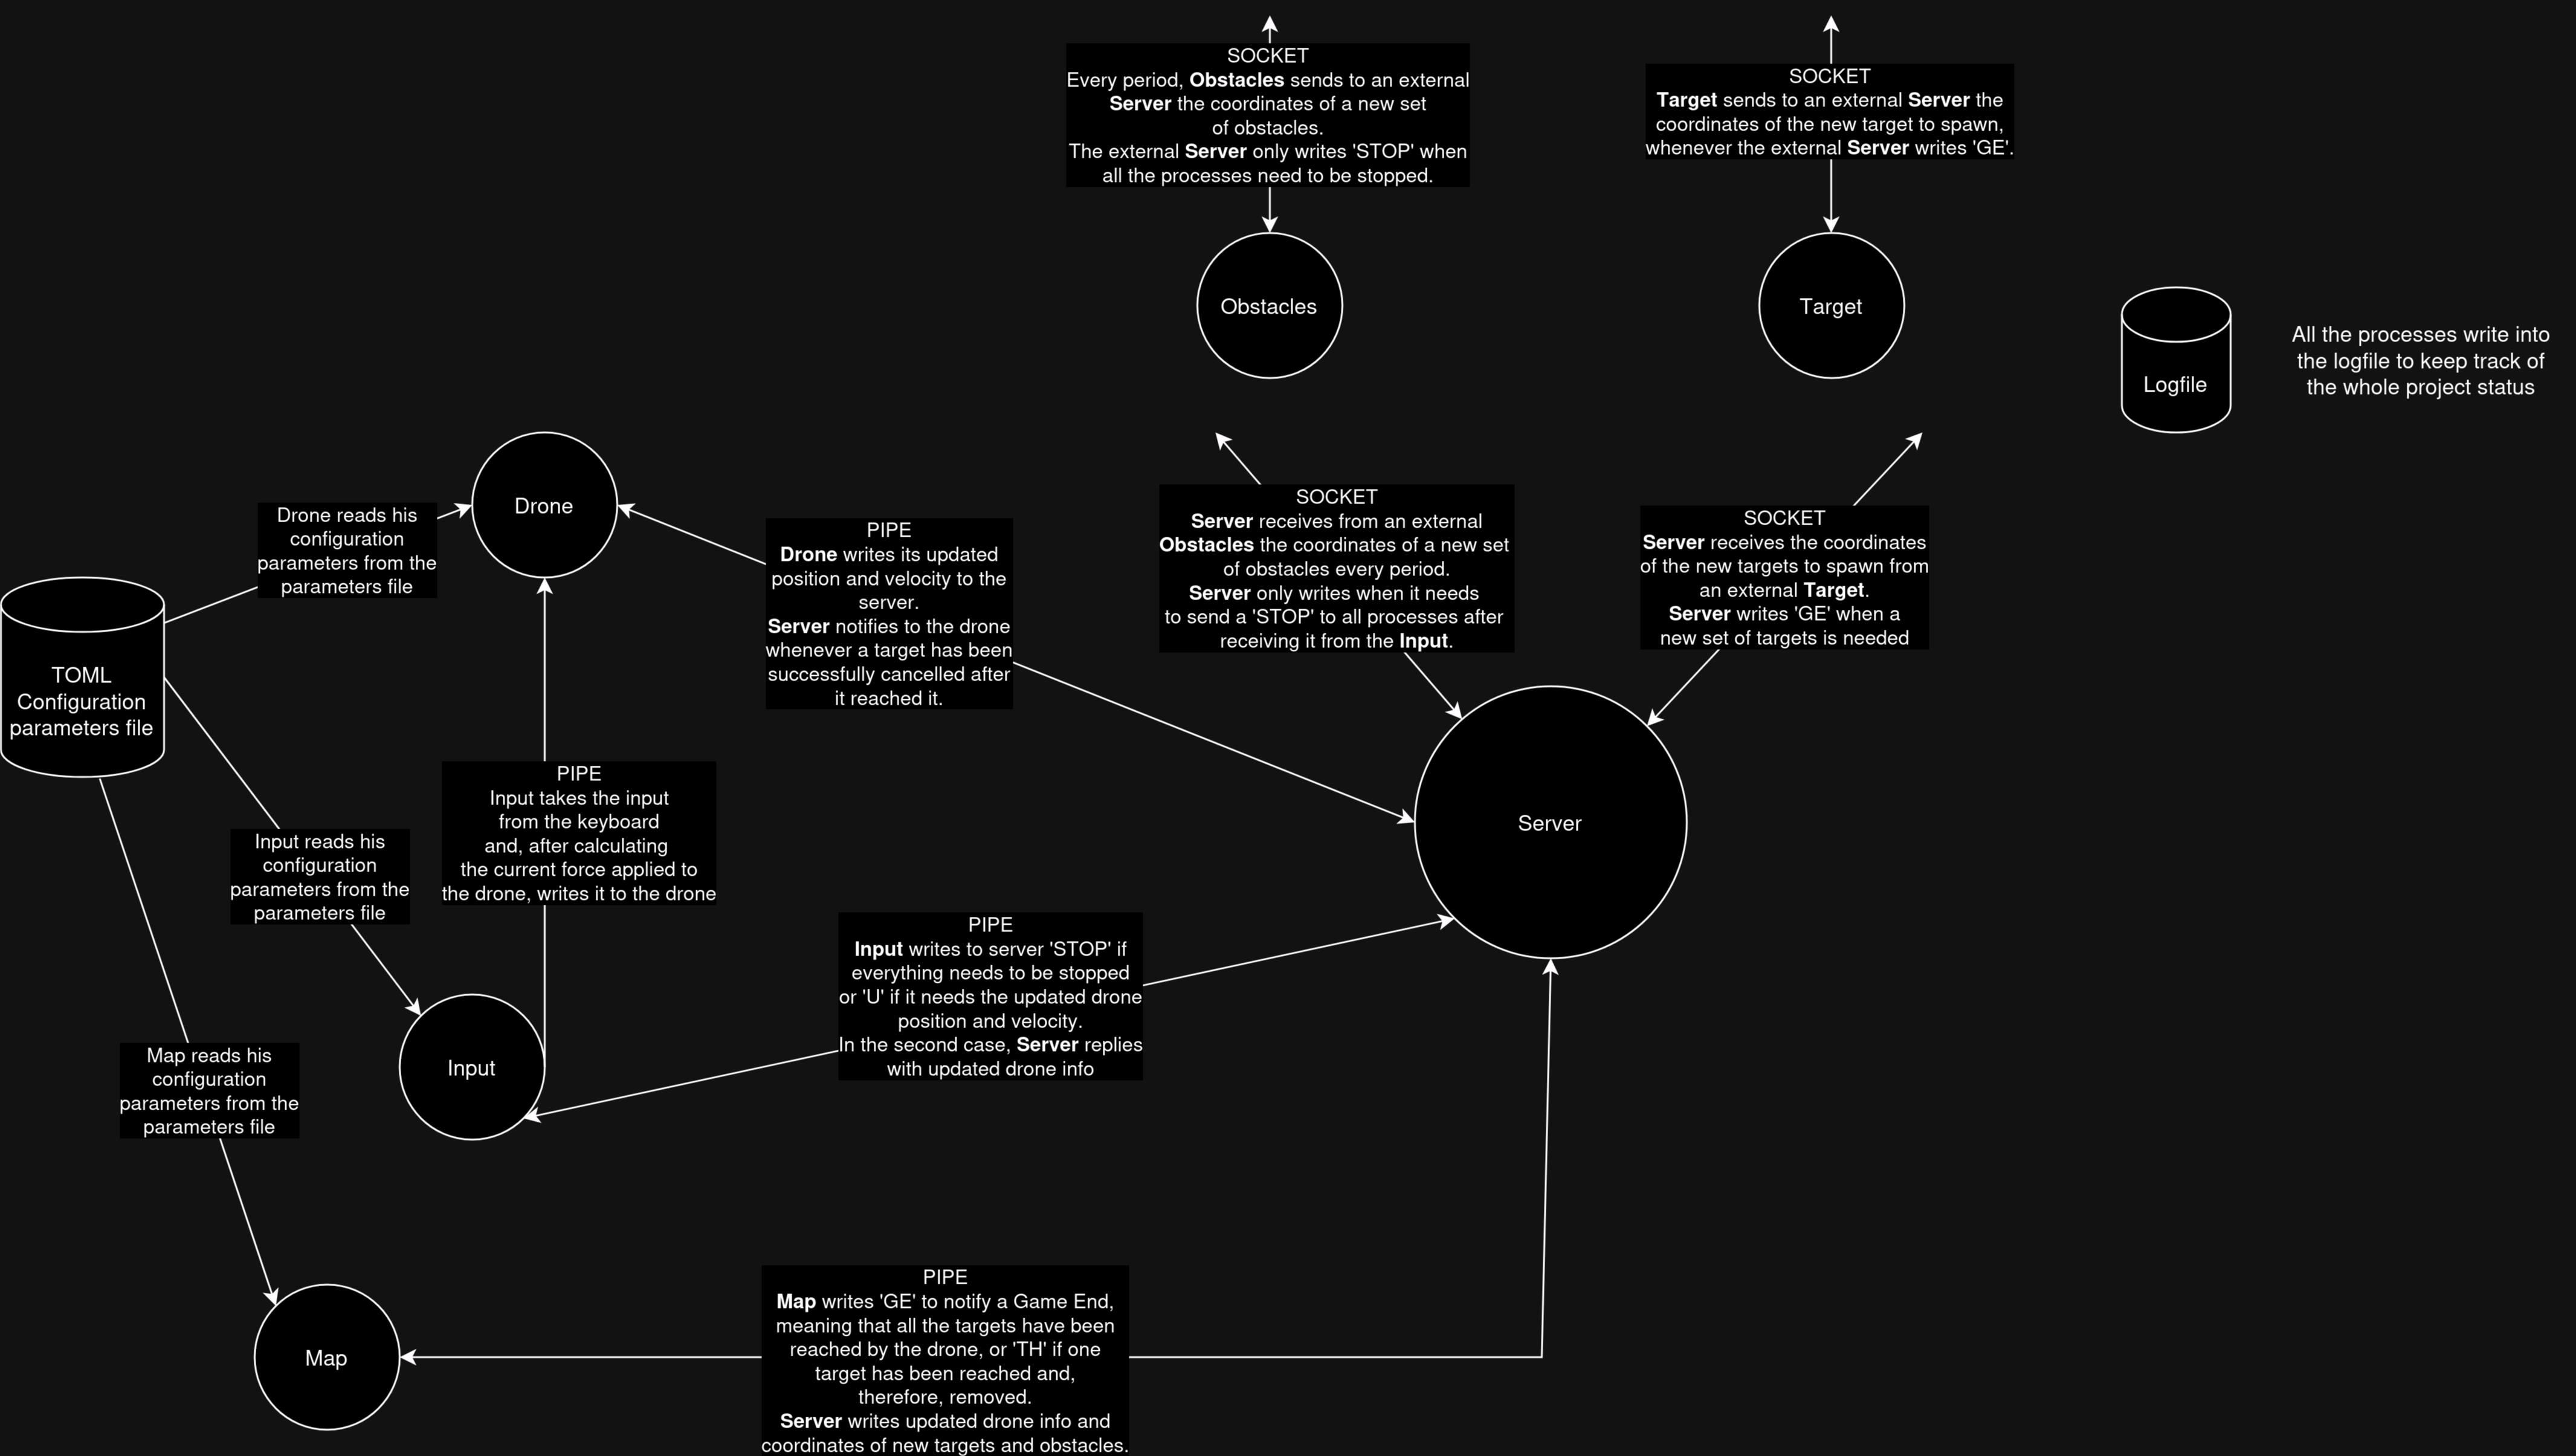 SOCKET
Every period, Obstacles sends to an external
Server the coordinates of a new set
of obstacles.
The external Server only writes 'STOP' when
all the processes need to be stopped.
SOCKET
Target sends to an external Server the
coordinates of the new target to spawn,
whenever the external Server writes 'GE'.
Obstacles
Target
Logfile
All the processes write into
the logfile to keep track of
the whole project status
Drone
Drone reads his
configuration
parameters from the
parameters file
PIPE
Drone writes its updated
position and velocity to the
server.
Server notifies to the drone
whenever a target has been
successfully cancelled after
it reached it.
SOCKET
Server receives from an external
Obstacles the coordinates of a new set
of obstacles every period.
Server only writes when it needs
to send a 'STOP' to all processes after
receiving it from the Input.
SOCKET
Server receives the coordinates
of the new targets to spawn from
an external Target.
Server writes 'GE' when a
new set of targets is needed
TOML
Configuration
parameters file
PIPE
Input takes the input
from the keyboard
and, after calculating
the current force applied to
the drone, writes it to the drone
Server
Input reads his
configuration
parameters from the
parameters file
PIPE
Input writes to server 'STOP' if
everything needs to be stopped
or 'U' if it needs the updated drone
position and velocity.
In the second case, Server replies
with updated drone info
Input
Map reads his
configuration
parameters from the
parameters file
Map
PIPE
Map writes 'GE' to notify a Game End,
meaning that all the targets have been
reached by the drone, or 'TH' if one
target has been reached and,
therefore, removed.
Server writes updated drone info and
coordinates of new targets and obstacles.